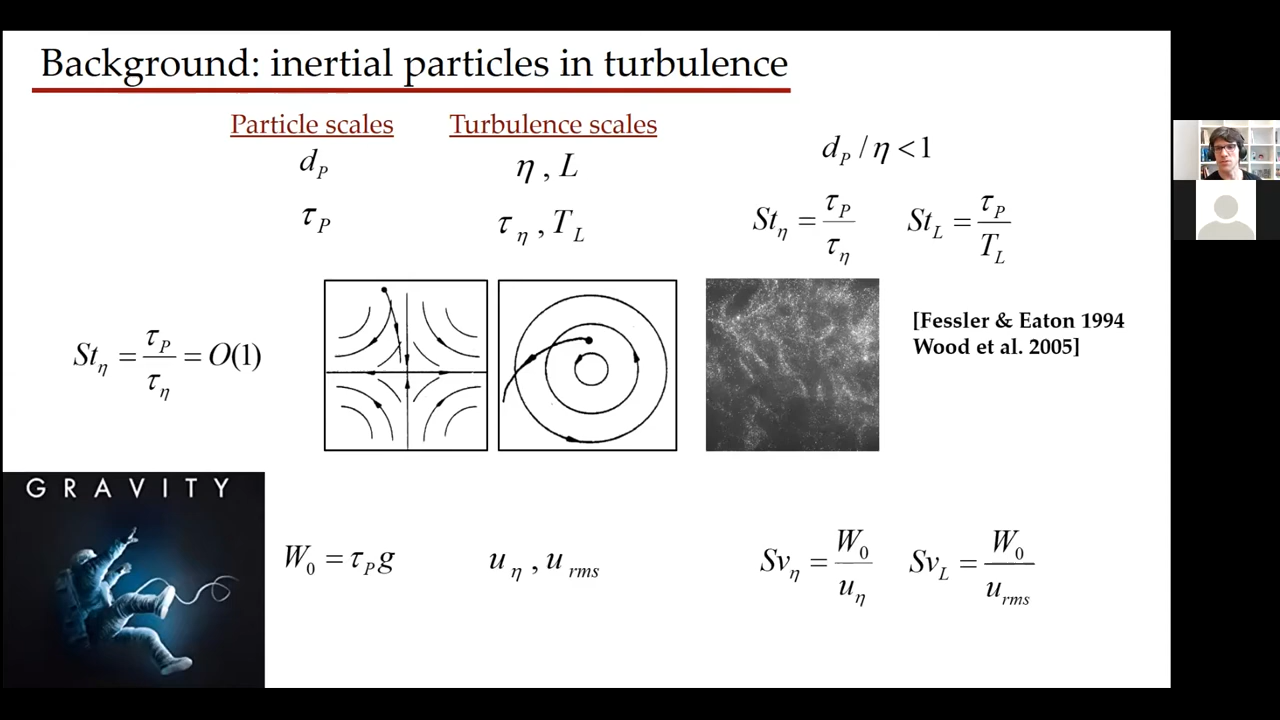 Background: inertial particles in turbulence
Particle scales
Turbulence scales
d_P
η , L
d_P / η < 1
τ_P
τ_η , T_L
St_η = τ_P / τ_η
St_L = τ_P / T_L
St_η = τ_P / τ_η = O(1)
[Fessler & Eaton 1994
Wood et al. 2005]
GRAVITY
W_0 = τ_P g
u_η , u_rms
Sv_η = W_0 / u_η
Sv_L = W_0 / u_rms